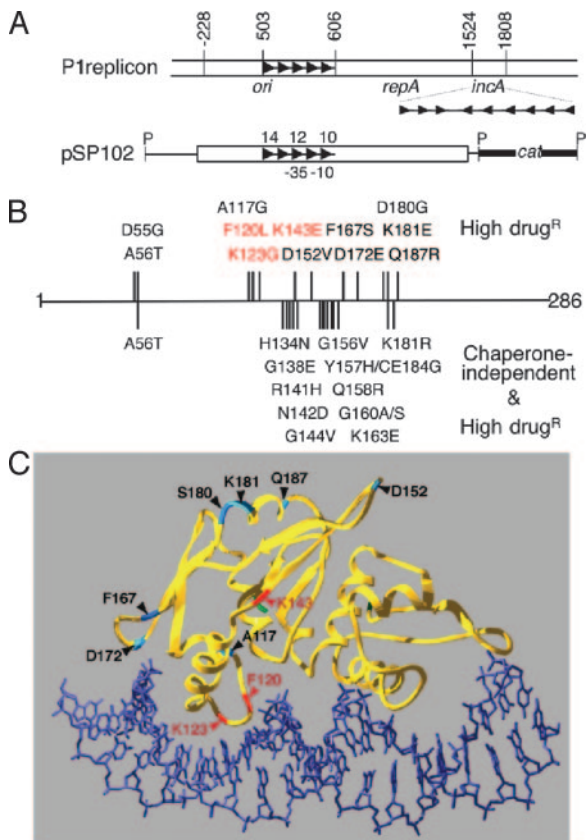 A
-228 503 606 1524 1808
P1replicon
ori repA incA
P 14 12 10 P P
pSP102 cat
-35 -10
B
A117G D180G
D55G F120L K143E F167S K181E High drugR
A56T K123G D152V D172E Q187R
1 286
A56T H134N G156V K181R
G138E Y157H/C E184G Chaperone-
R141H Q158R independent
N142D G160A/S &
G144V K163E High drugR
C
S180 K181 Q187 D152
F167 K143
D172 A117
F120
K123